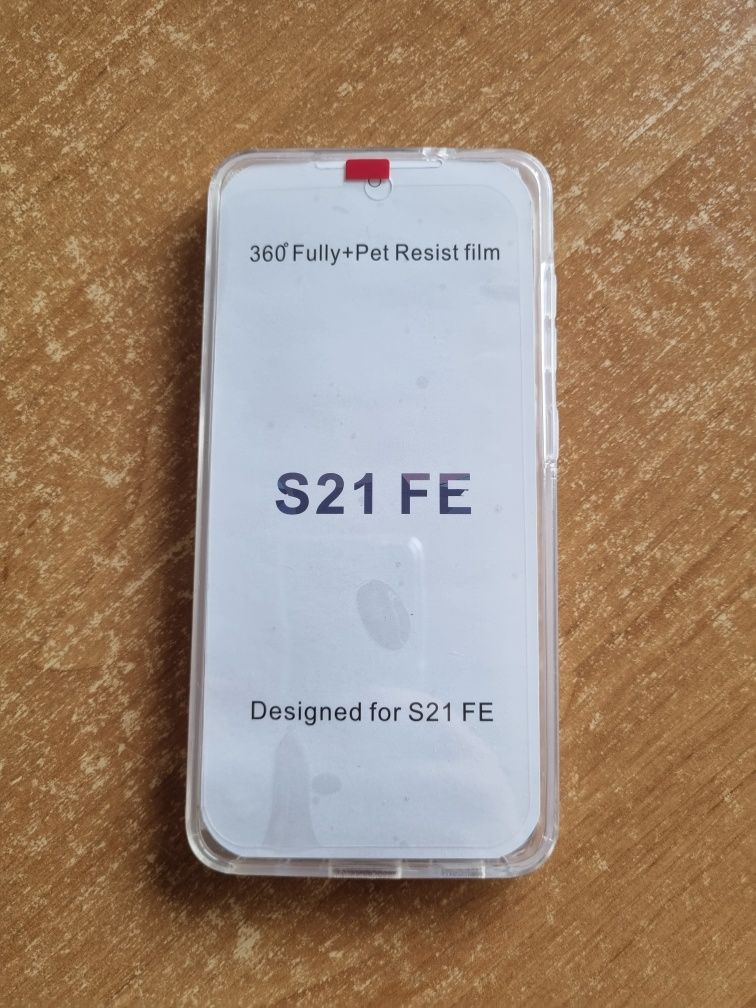 360° Fully+Pet Resist film
S21 FE
Designed for S21 FE